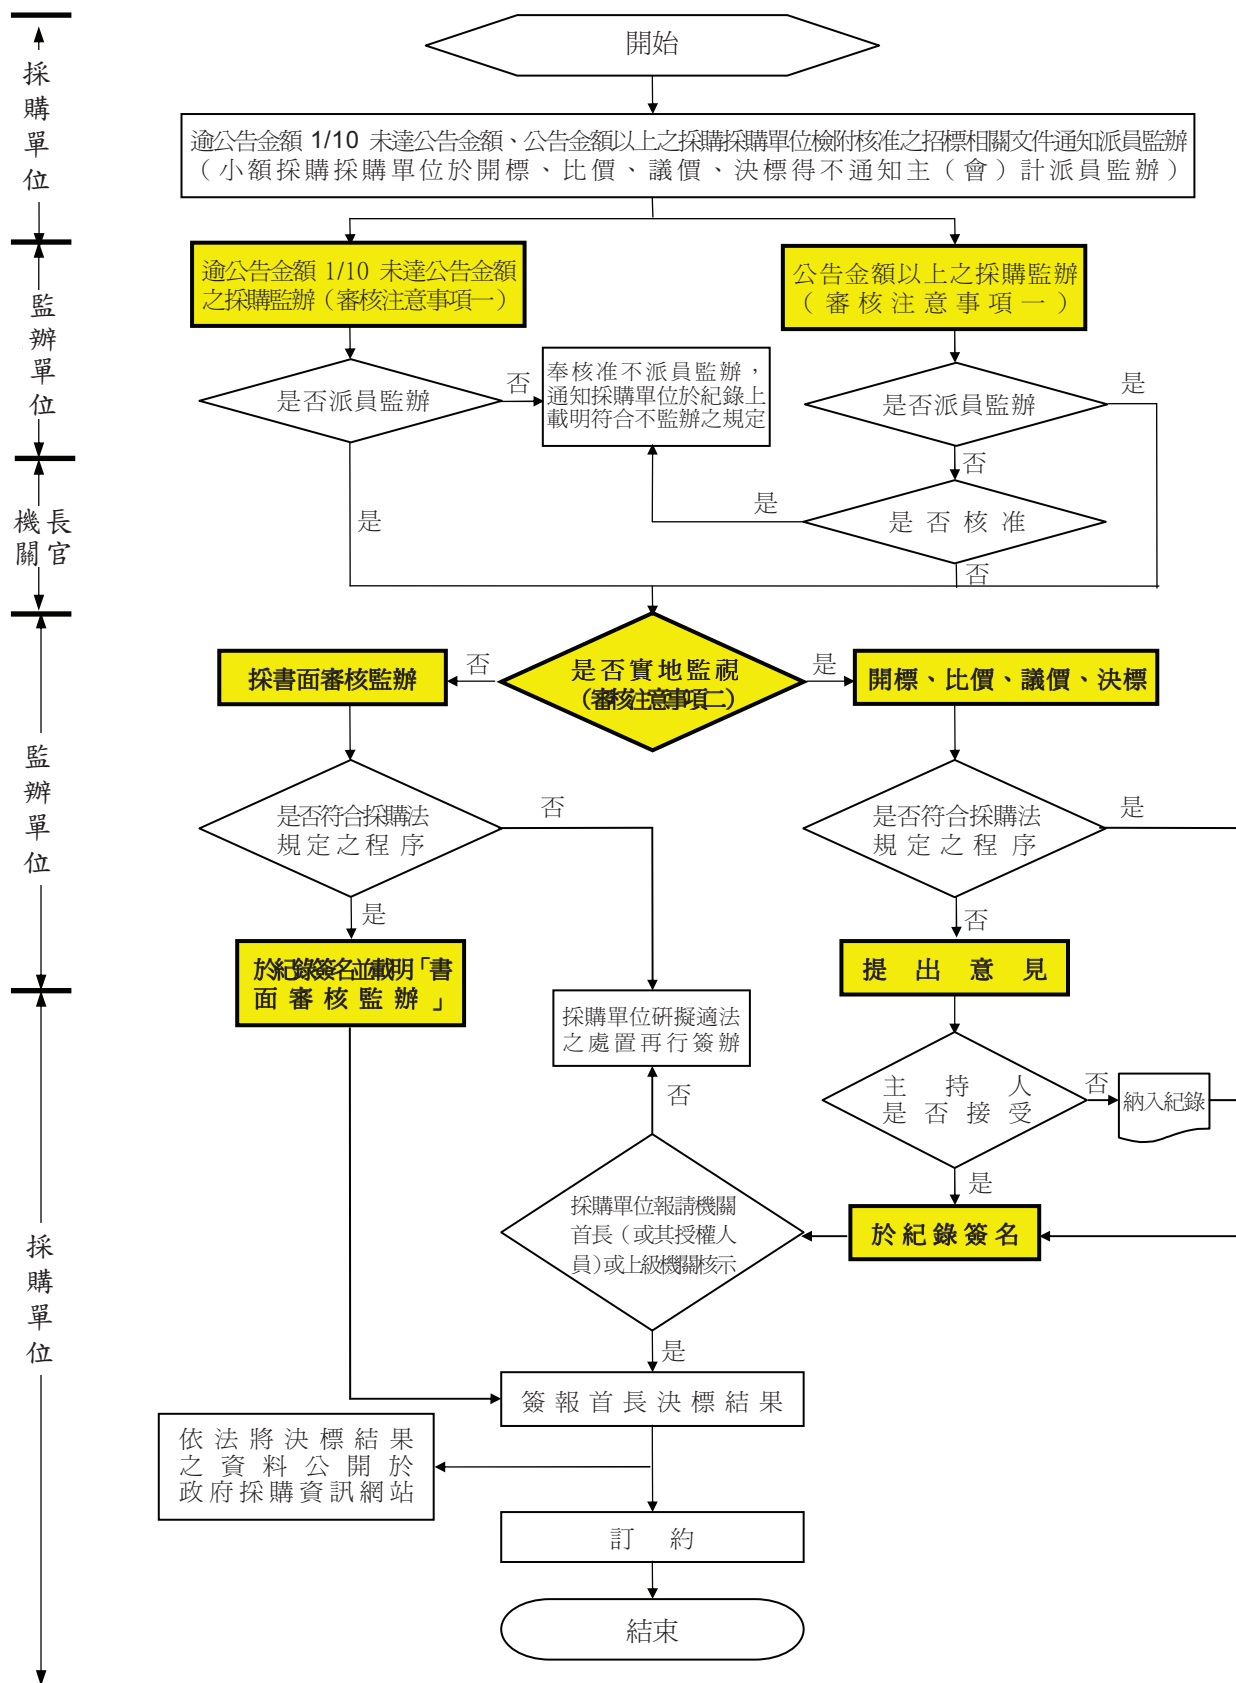 開始
逾公告金額 1/10 未達公告金額、公告金額以上之採購採購單位檢附核准之招標相關文件通知派員監辦
（小額採購採購單位於開標、比價、議價、決標得不通知主（會）計派員監辦）
採購單位
逾公告金額 1/10 未達公告金額
之採購監辦（審核注意事項一）
公告金額以上之採購監辦
（審核注意事項一）
監辦單位
是否派員監辦
否
奉核准不派員監辦，
通知採購單位於紀錄上
載明符合不監辦之規定
是否派員監辦
是
否
是
是
是否核准
否
機關
長官
是否實地監視
(審核注意事項二)
否
是
採書面審核監辦
開標、比價、議價、決標
監辦單位
是否符合採購法
規定之程序
否
是否符合採購法
規定之程序
是
是
否
於紀錄簽名並載明「書
面審核監辦」
提出意見
採購單位研擬適法
之處置再行簽辦
主持人
是否接受
否
納入紀錄
否
是
採購單位報請機關
首長（或其授權人
員）或上級機關核示
於紀錄簽名
採購單位
是
簽報首長決標結果
依法將決標結果
之資料公開於
政府採購資訊網站
訂約
結束